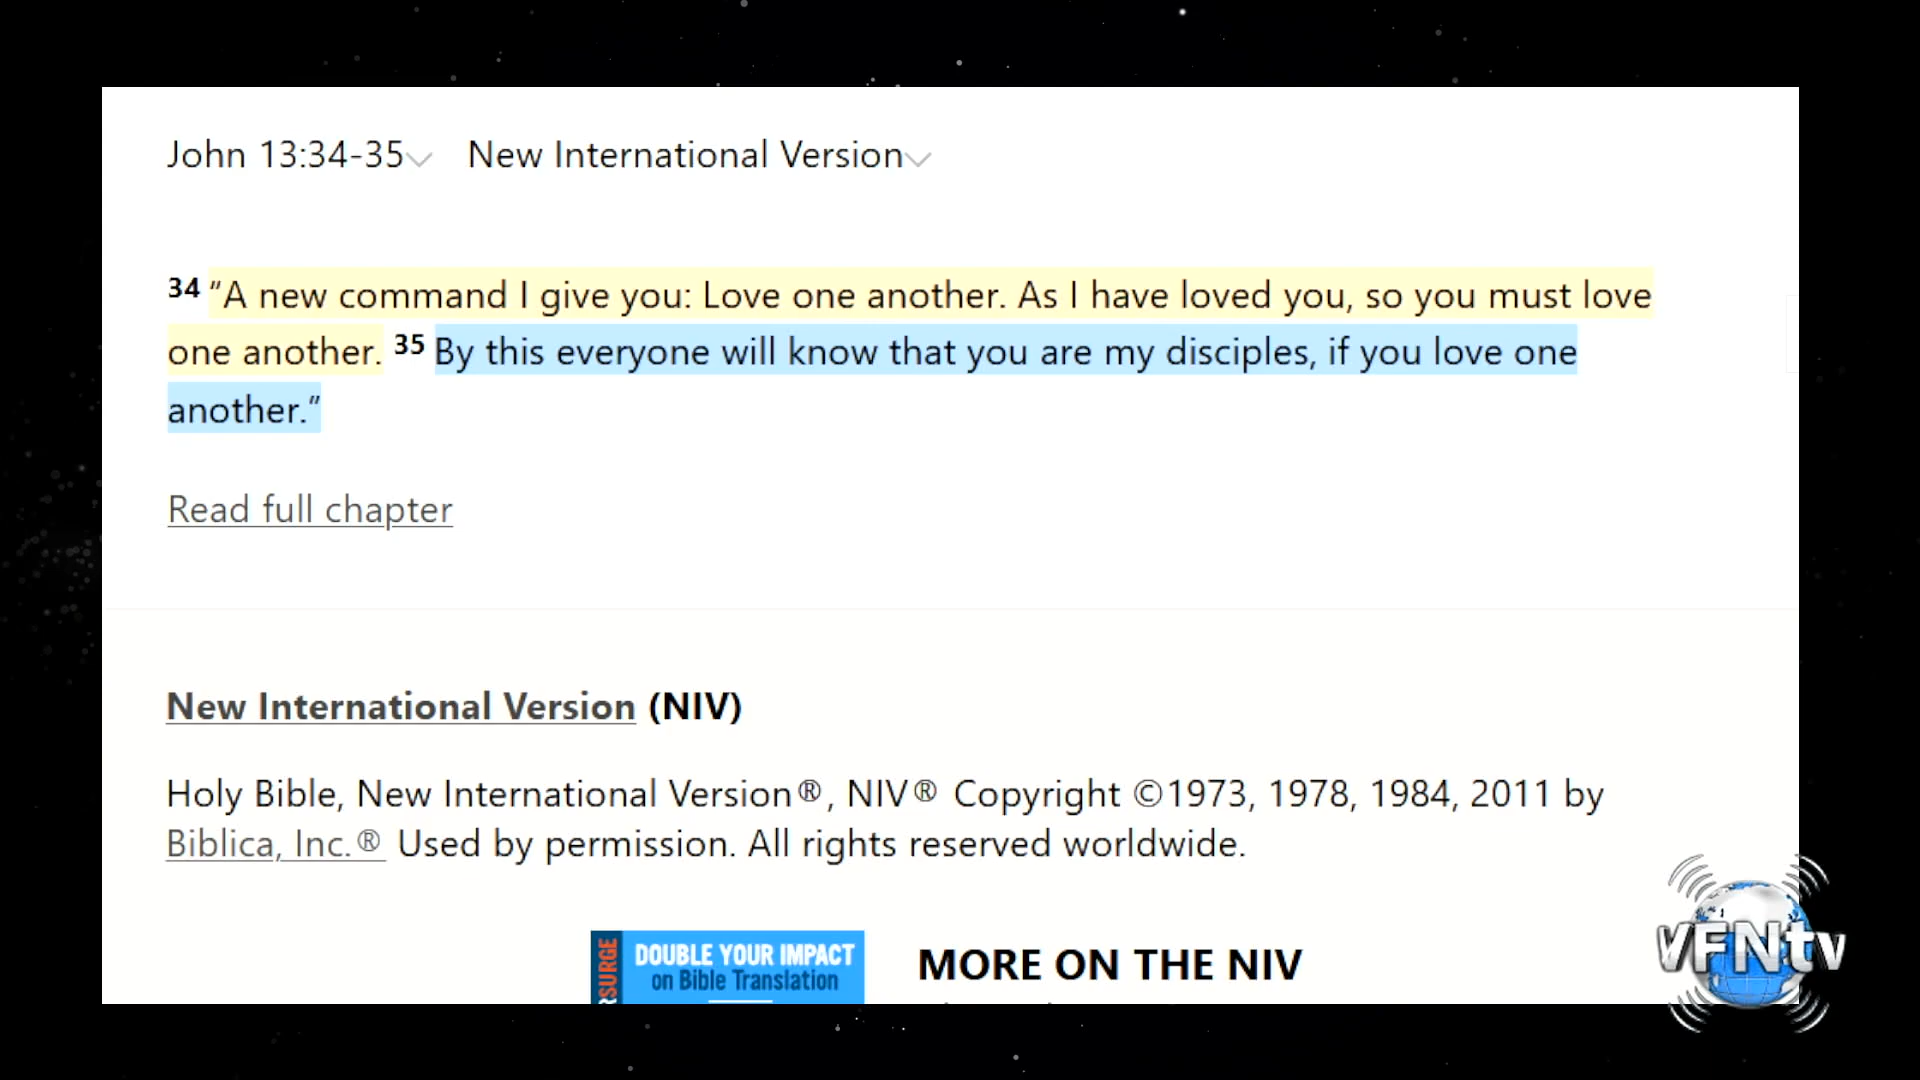 John 13:34-35 New International Version
34 “A new command I give you: Love one another. As I have loved you, so you must love
one another. 35 By this everyone will know that you are my disciples, if you love one
another.”
Read full chapter
New International Version (NIV)
Holy Bible, New International Version®, NIV® Copyright ©1973, 1978, 1984, 2011 by
Biblica, Inc.® Used by permission. All rights reserved worldwide.
SURGE
DOUBLE YOUR IMPACT
on Bible Translation
MORE ON THE NIV
VFNtv